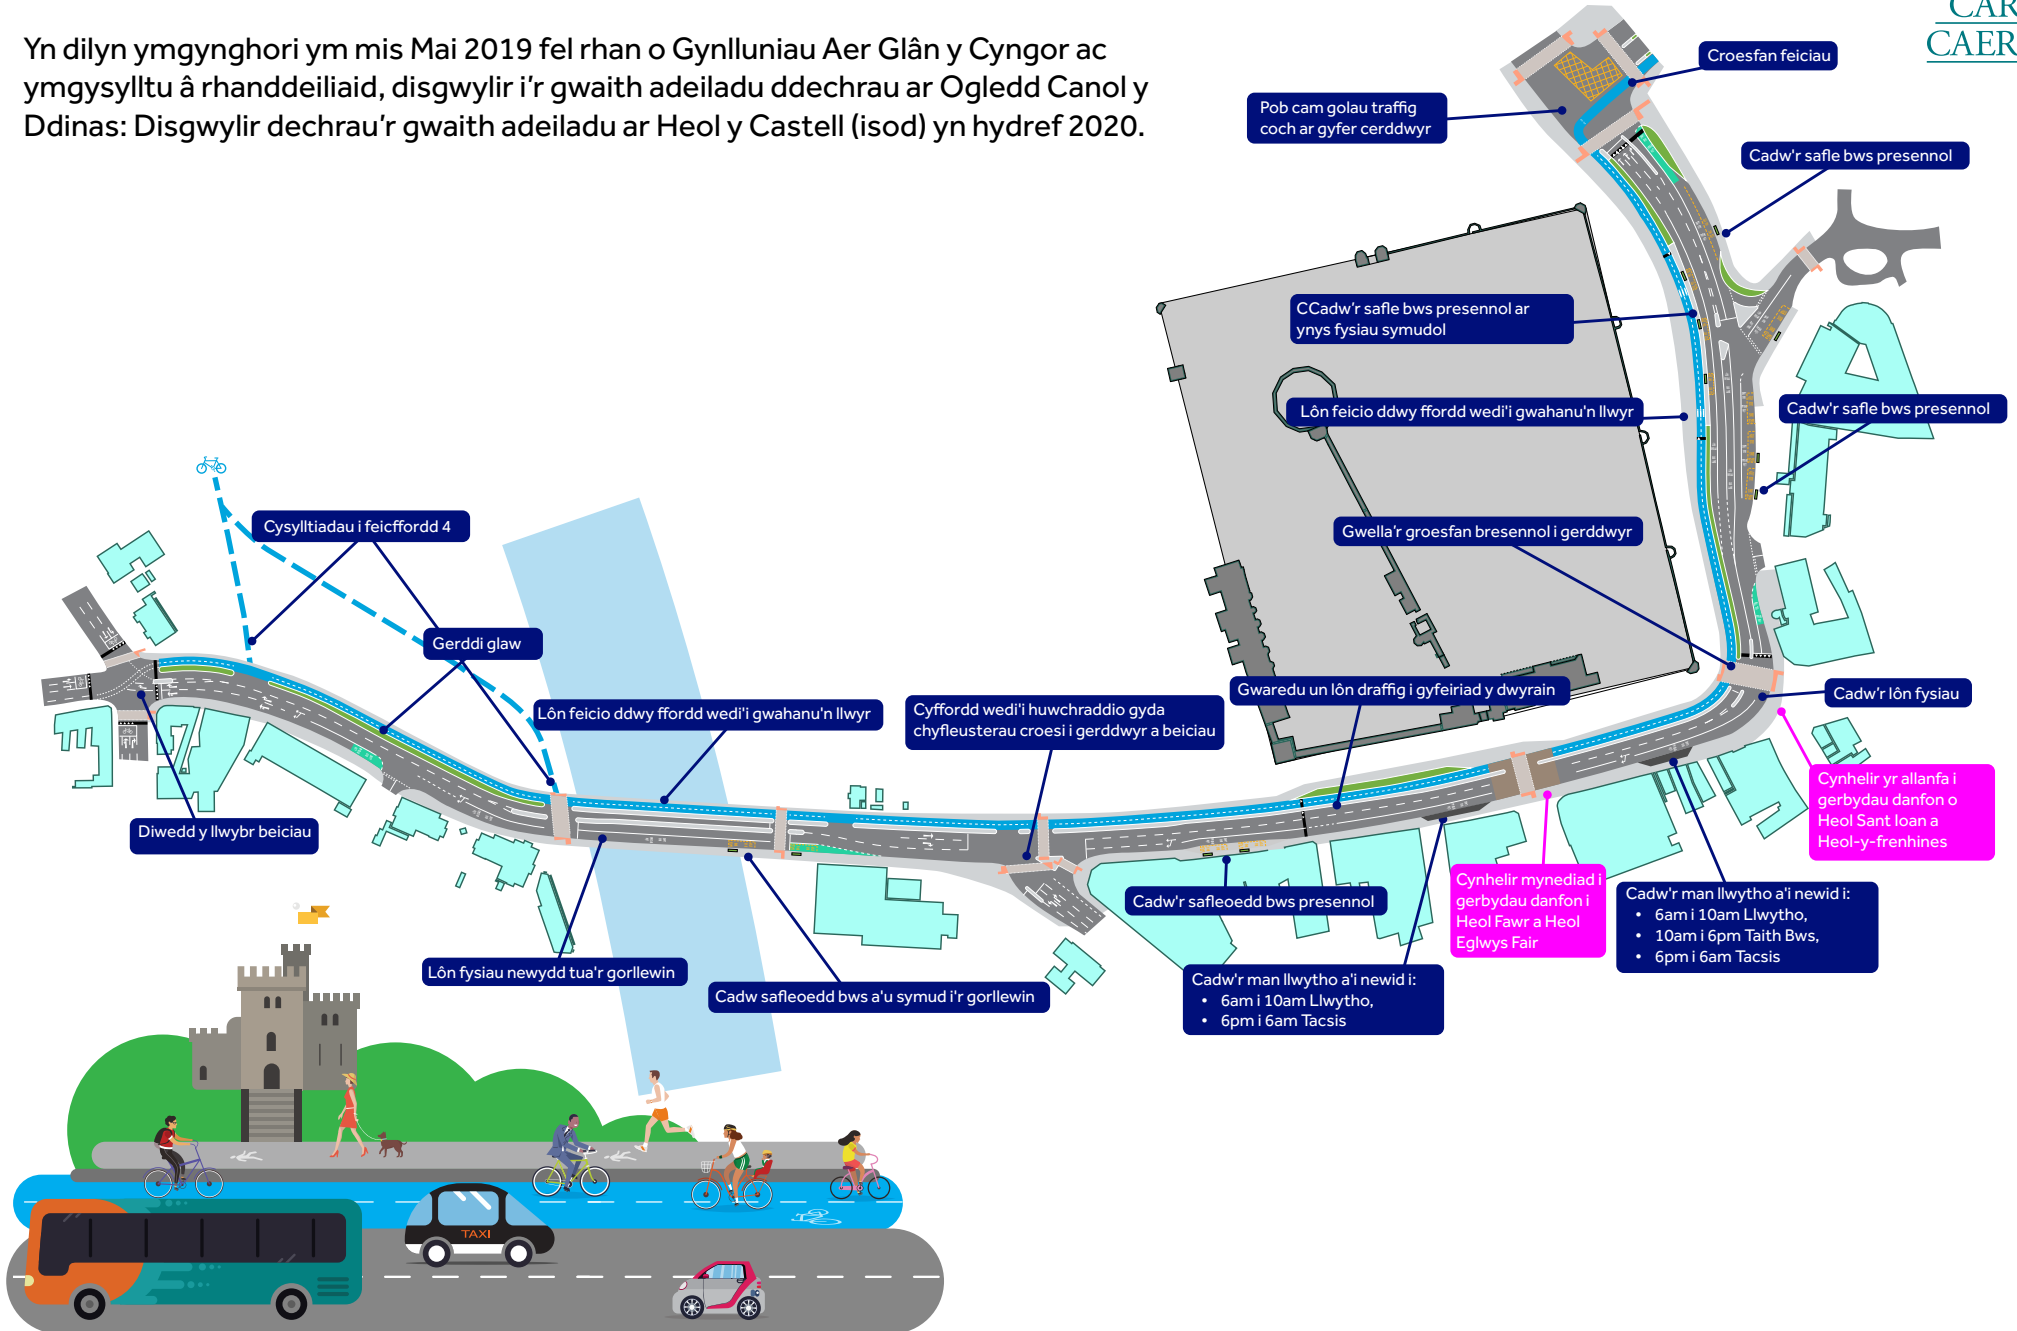 Yn dilyn ymgynghori ym mis Mai 2019 fel rhan o Gynlluniau Aer Glân y Cyngor ac
ymgysylltu â rhanddeiliaid, disgwylir i'r gwaith adeiladu ddechrau ar Ogledd Canol y
Ddinas: Disgwylir dechrau'r gwaith adeiladu ar Heol y Castell (isod) yn hydref 2020.
CAR
CAER
Croesfan feiciau
Pob cam golau traffig
coch ar gyfer cerddwyr
Cadw'r safle bws presennol
CCadw'r safle bws presennol ar
ynys fysiau symudol
Lôn feicio ddwy ffordd wedi'i gwahanu'n llwyr
Cadw'r safle bws presennol
Gwella'r groesfan bresennol i gerddwyr
Cysylltiadau i feicffordd 4
Gerddi glaw
Lôn feicio ddwy ffordd wedi'i gwahanu'n llwyr
Cyffordd wedi'i huwchraddio gyda
chyfleusterau croesi i gerddwyr a beiciau
Gwaredu un lôn draffig i gyfeiriad y dwyrain
Cadw'r lôn fysiau
Cynhelir yr allanfa i
gerbydau danfon o
Heol Sant Ioan a
Heol-y-frenhines
Diwedd y llwybr beiciau
Cadw'r safleoedd bws presennol
Cynhelir mynediad i
gerbydau danfon i
Heol Fawr a Heol
Eglwys Fair
Cadw'r man llwytho a'i newid i:
• 6am i 10am Llwytho,
• 10am i 6pm Taith Bws,
• 6pm i 6am Tacsis
Lôn fysiau newydd tua'r gorllewin
Cadw safleoedd bws a'u symud i'r gorllewin
Cadw'r man llwytho a'i newid i:
• 6am i 10am Llwytho,
• 6pm i 6am Tacsis
TAXI